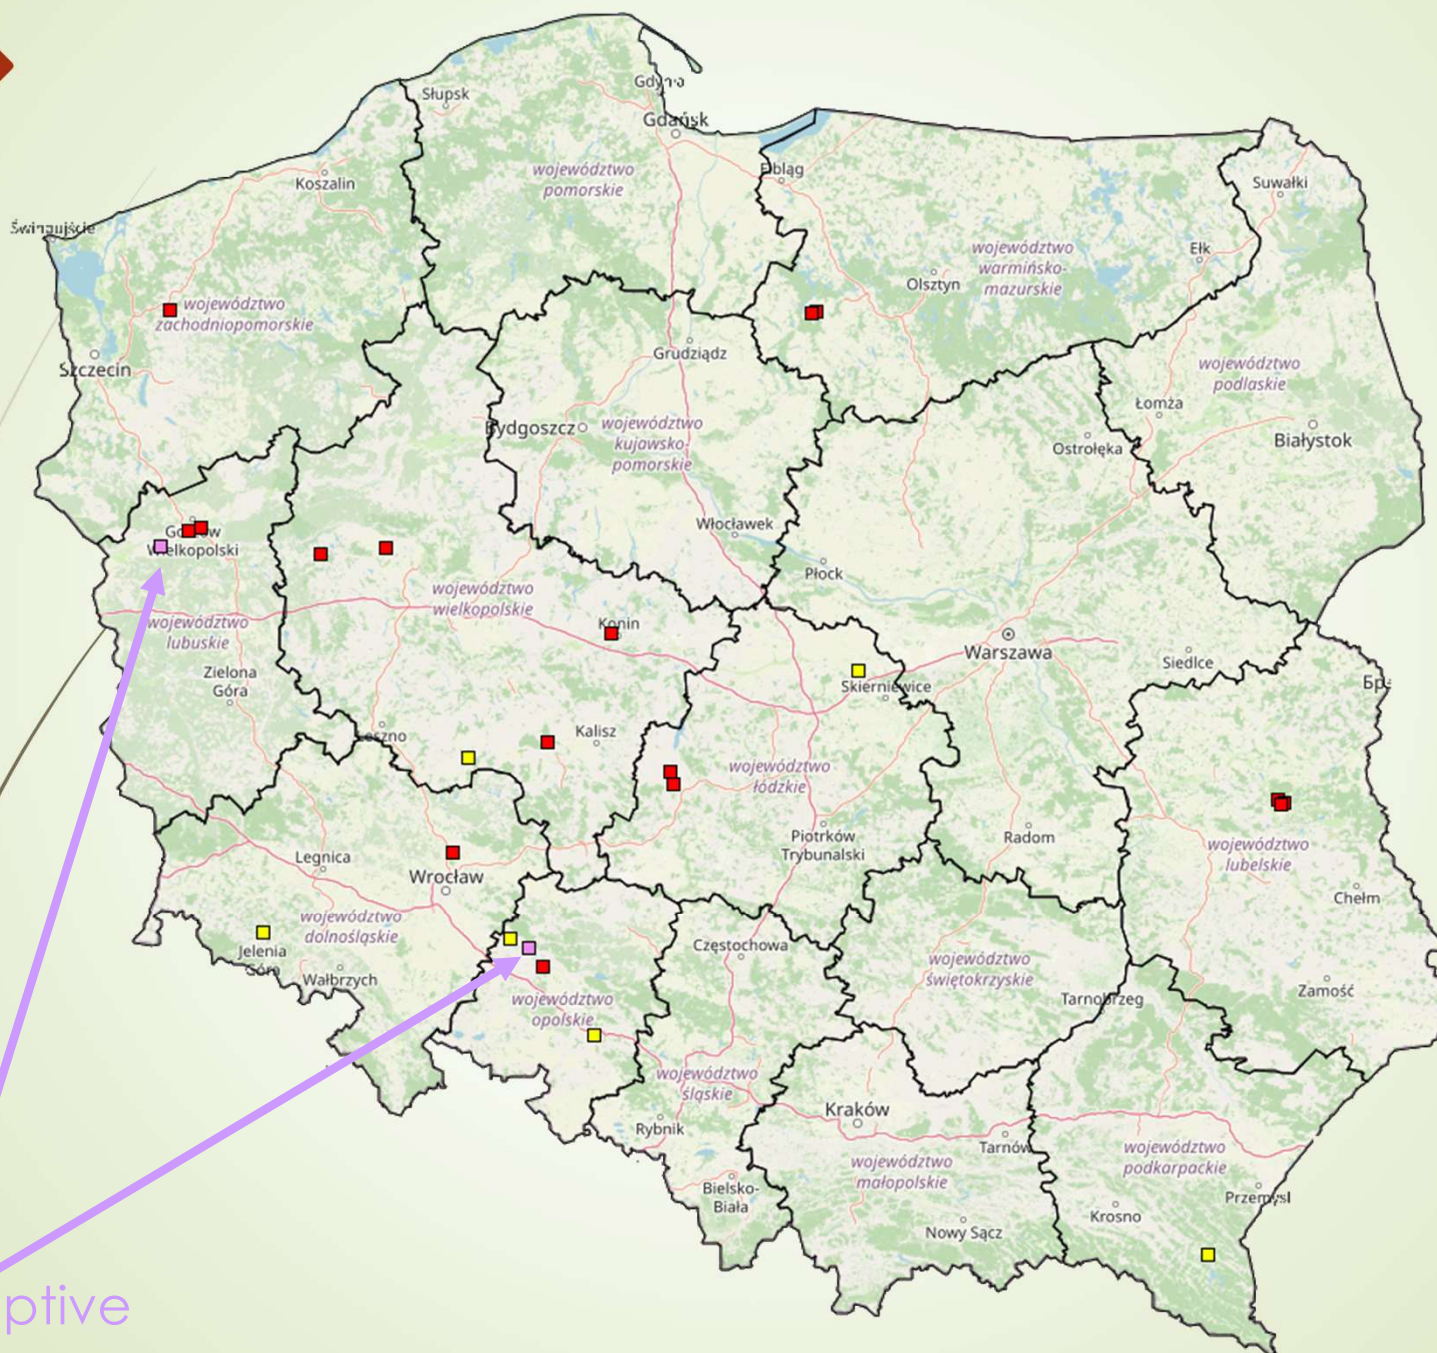 Słupsk
Gdynia
Gdańsk
Koszalin
województwo
pomorskie
Elbląg
Suwałki
Świnoujście
Ełk
województwo
warmińsko-
mazurskie
Olsztyn
województwo
zachodniopomorskie
Szczecin
Grudziądz
województwo
podlaskie
Łomża
Białystok
Bydgoszcz
województwo
kujawsko-
pomorskie
Ostrołęka
Włocławek
Gorzów
Wielkopolski
Płock
województwo
wielkopolskie
województwo
lubuskie
Konin
Warszawa
Siedlce
Zielona
Góra
Skierniewice
Бре
Leszno
Kalisz
województwo
łódzkie
Piotrków
Trybunalski
Radom
województwo
lubelskie
Legnica
Wrocław
Chełm
województwo
dolnośląskie
Jelenia
Góra
Wałbrzych
Częstochowa
województwo
świętokrzyskie
Tarnobrzeg
Zamość
województwo
opolskie
województwo
śląskie
Kraków
Rybnik
Tarnów
województwo
podkarpackie
województwo
małopolskie
Bielsko-
Biała
Przemyśl
Krosno
Nowy Sącz
ptive